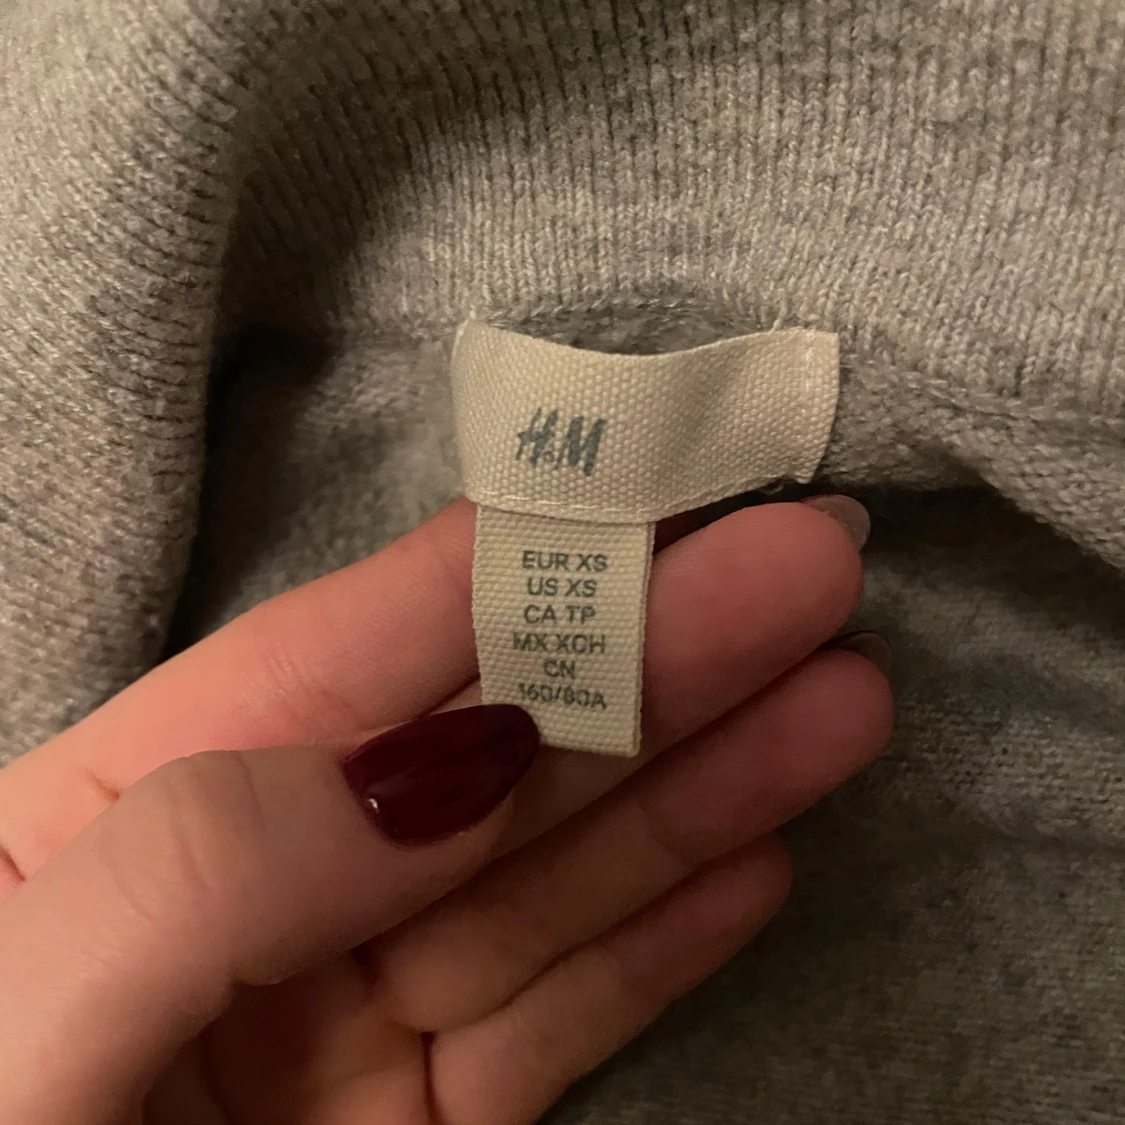 H&M
EUR XS
US XS
CA TP
MX XCH
CN
160/80A